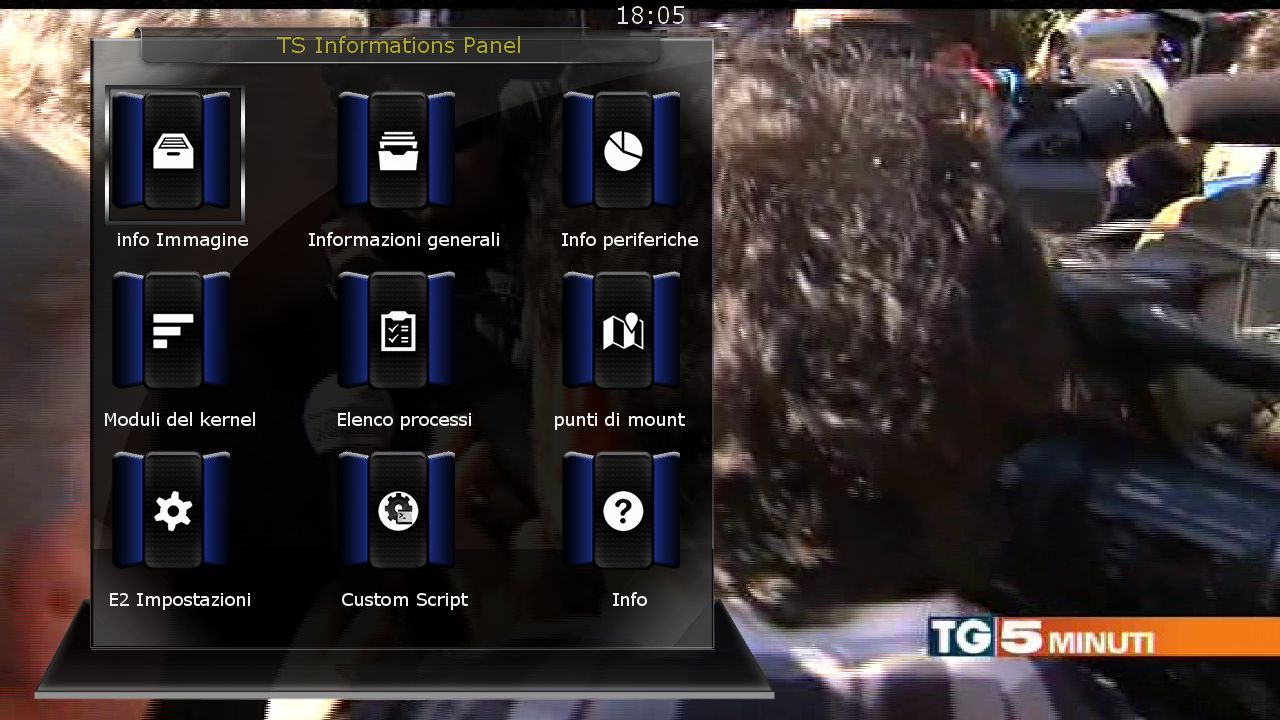 18:05
TS Informations Panel
info Immagine
Informazioni generali
Info periferiche
Moduli del kernel
Elenco processi
punti di mount
E2 Impostazioni
Custom Script
Info
TG5 MINUTI